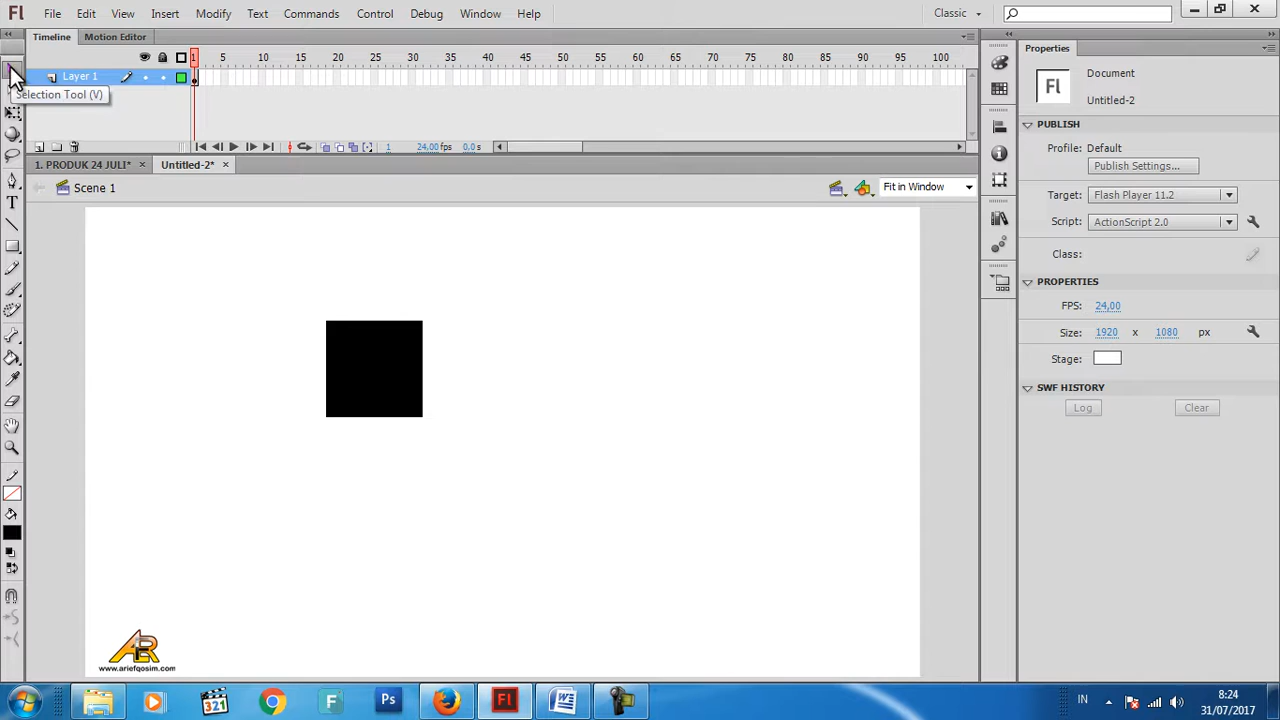 Fl File Edit View Insert Modify Text Commands Control Debug Window Help Classic
Timeline Motion Editor
1 5 10 15 20 25 30 35 40 45 50 55 60 65 70 75 80 85 90 95 100
Layer 1
Selection Tool (V)
1 24,00 fps 0,0 s
1. PRODUK 24 JULI* Untitled-2*
Scene 1 Fit in Window
Properties
Fl Document
Untitled-2
PUBLISH
Profile: Default
Publish Settings...
Target: Flash Player 11.2
Script: ActionScript 2.0
Class:
PROPERTIES
FPS: 24,00
Size: 1920 x 1080 px
Stage:
SWF HISTORY
Log Clear
www.ariefqosim.com
321 F Ps Fl W IN 8:24
31/07/2017